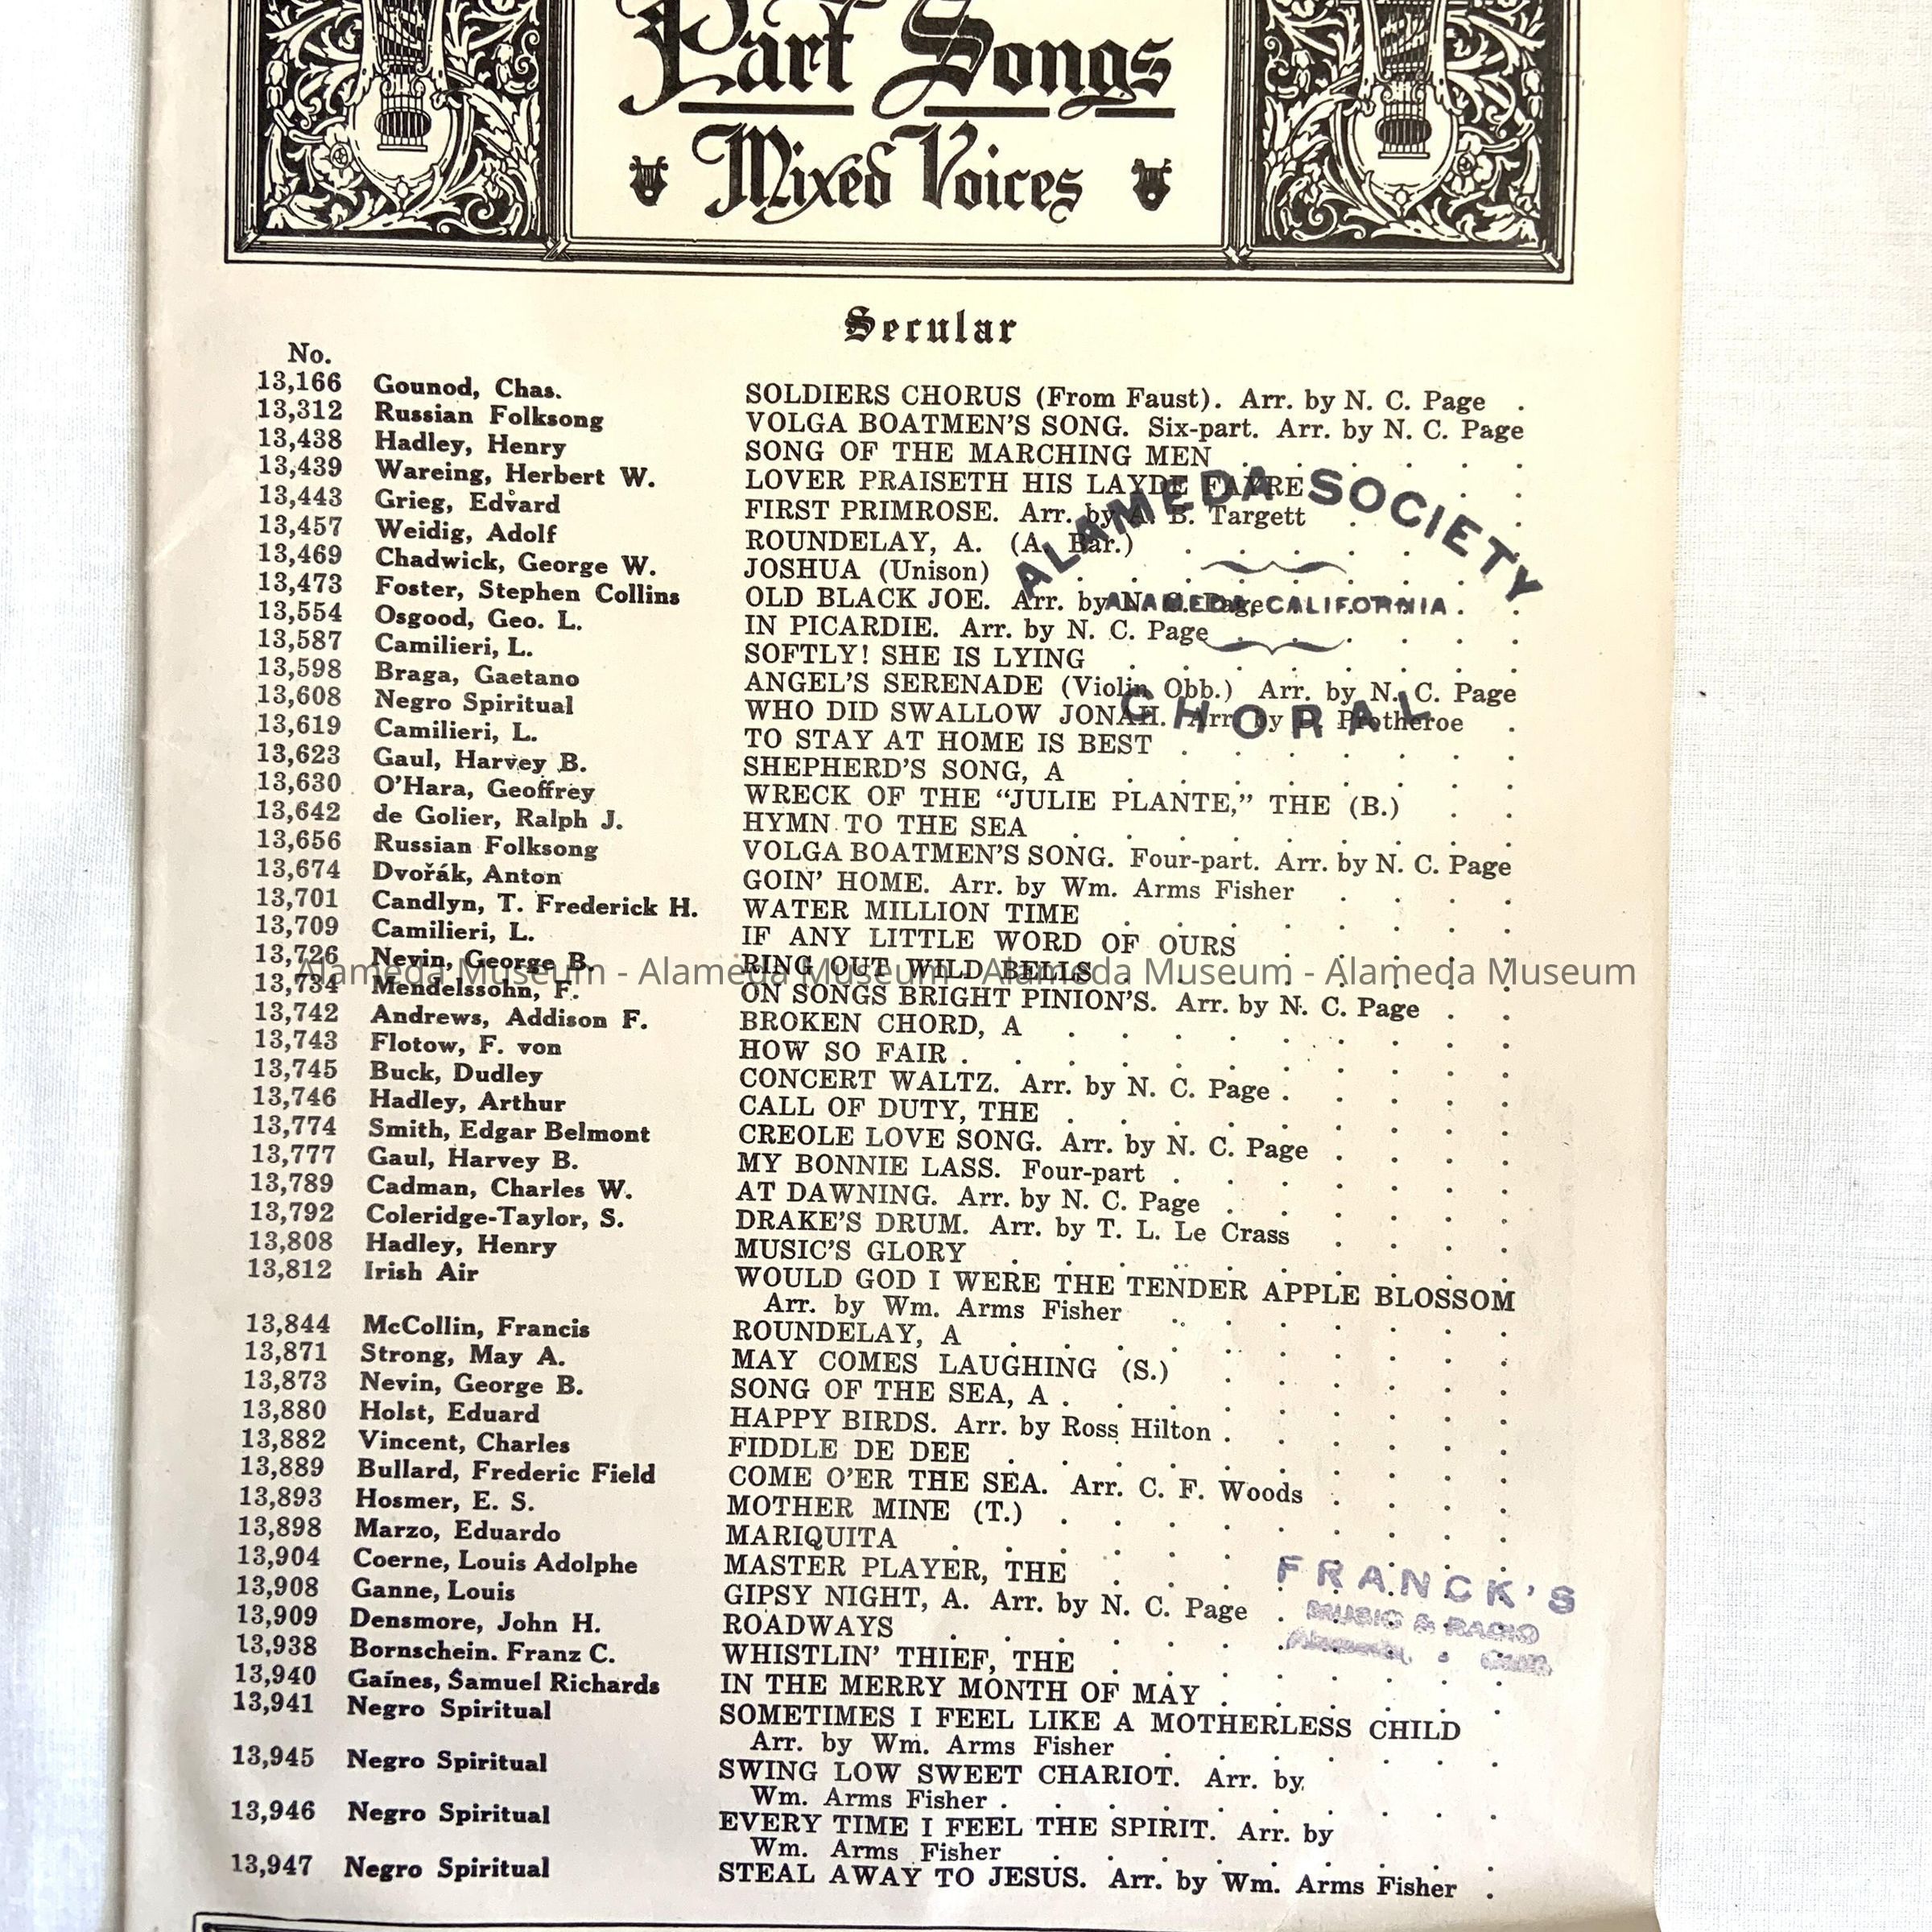 Part Songs
Mixed Voices
Secular
No.
13,166 Gounod, Chas. SOLDIERS CHORUS (From Faust). Arr. by N. C. Page .
13,312 Russian Folksong VOLGA BOATMEN'S SONG. Six-part. Arr. by N. C. Page
13,438 Hadley, Henry SONG OF THE MARCHING MEN
13,439 Wareing, Herbert W. LOVER PRAISETH HIS LAYDE FAYRE
13,443 Grieg, Edvard FIRST PRIMROSE. Arr. by A. B. Targett
13,457 Weidig, Adolf ROUNDELAY, A. (A. Bar.)
13,469 Chadwick, George W. JOSHUA (Unison)
13,473 Foster, Stephen Collins OLD BLACK JOE. Arr. by N. C. Page
13,554 Osgood, Geo. L. IN PICARDIE. Arr. by N. C. Page
13,587 Camilieri, L. SOFTLY! SHE IS LYING
13,598 Braga, Gaetano ANGEL'S SERENADE (Violin Obb.) Arr. by N. C. Page
13,608 Negro Spiritual WHO DID SWALLOW JONAH. Arr. by D. Protheroe
13,619 Camilieri, L. TO STAY AT HOME IS BEST
13,623 Gaul, Harvey B. SHEPHERD'S SONG, A
13,630 O'Hara, Geoffrey WRECK OF THE "JULIE PLANTE," THE (B.)
13,642 de Golier, Ralph J. HYMN TO THE SEA
13,656 Russian Folksong VOLGA BOATMEN'S SONG. Four-part. Arr. by N. C. Page
13,674 Dvořák, Anton GOIN' HOME. Arr. by Wm. Arms Fisher
13,701 Candlyn, T. Frederick H. WATER MILLION TIME
13,709 Camilieri, L. IF ANY LITTLE WORD OF OURS
13,726 Nevin, George B. RING OUT WILD BELLS
13,734 Mendelssohn, F. ON SONGS BRIGHT PINION'S. Arr. by N. C. Page
13,742 Andrews, Addison F. BROKEN CHORD, A
13,743 Flotow, F. von HOW SO FAIR
13,745 Buck, Dudley CONCERT WALTZ. Arr. by N. C. Page
13,746 Hadley, Arthur CALL OF DUTY, THE
13,774 Smith, Edgar Belmont CREOLE LOVE SONG. Arr. by N. C. Page
13,777 Gaul, Harvey B. MY BONNIE LASS. Four-part
13,789 Cadman, Charles W. AT DAWNING. Arr. by N. C. Page
13,792 Coleridge-Taylor, S. DRAKE'S DRUM. Arr. by T. L. Le Crass
13,808 Hadley, Henry MUSIC'S GLORY
13,812 Irish Air WOULD GOD I WERE THE TENDER APPLE BLOSSOM
Arr. by Wm. Arms Fisher
13,844 McCollin, Francis ROUNDELAY, A
13,871 Strong, May A. MAY COMES LAUGHING (S.)
13,873 Nevin, George B. SONG OF THE SEA, A
13,880 Holst, Eduard HAPPY BIRDS. Arr. by Ross Hilton
13,882 Vincent, Charles FIDDLE DE DEE
13,889 Bullard, Frederic Field COME O'ER THE SEA. Arr. C. F. Woods
13,893 Hosmer, E. S. MOTHER MINE (T.)
13,898 Marzo, Eduardo MARIQUITA
13,904 Coerne, Louis Adolphe MASTER PLAYER, THE
13,908 Ganne, Louis GIPSY NIGHT, A. Arr. by N. C. Page
13,909 Densmore, John H. ROADWAYS
13,938 Bornschein. Franz C. WHISTLIN' THIEF, THE
13,940 Gaines, Samuel Richards IN THE MERRY MONTH OF MAY
13,941 Negro Spiritual SOMETIMES I FEEL LIKE A MOTHERLESS CHILD
Arr. by Wm. Arms Fisher
13,945 Negro Spiritual SWING LOW SWEET CHARIOT. Arr. by
Wm. Arms Fisher
13,946 Negro Spiritual EVERY TIME I FEEL THE SPIRIT. Arr. by
Wm. Arms Fisher
13,947 Negro Spiritual STEAL AWAY TO JESUS. Arr. by Wm. Arms Fisher
ALAMEDA SOCIETY
ALAMEDA CALIFORNIA
CHORAL
FRANCK'S
MUSIC & RADIO
Alameda Museum - Alameda Museum - Alameda Museum - Alameda Museum